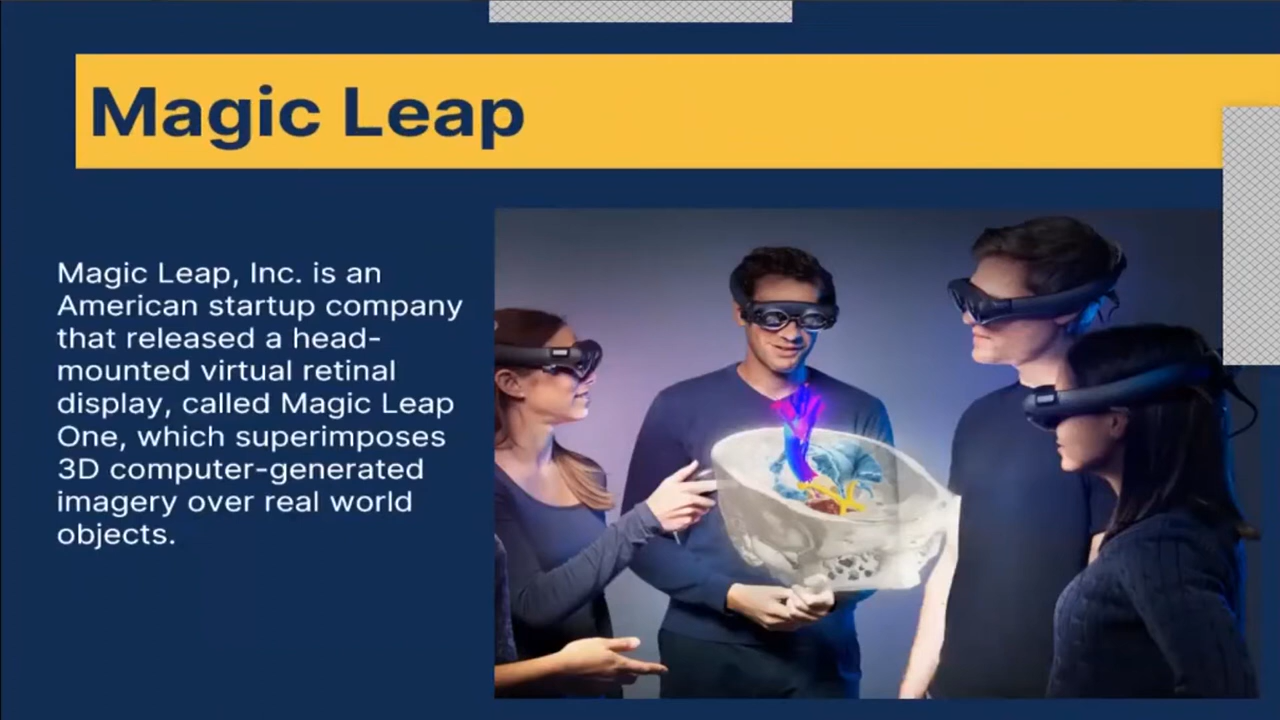 Magic Leap
Magic Leap, Inc. is an
American startup company
that released a head-
mounted virtual retinal
display, called Magic Leap
One, which superimposes
3D computer-generated
imagery over real world
objects.